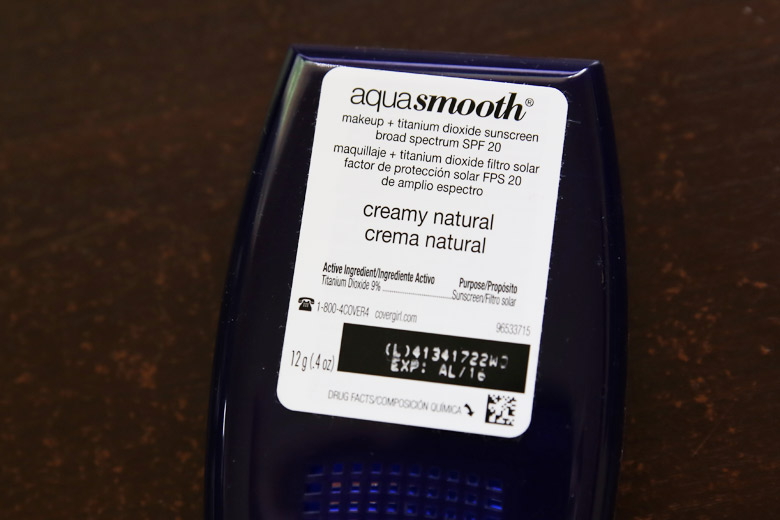 aquasmooth®
makeup + titanium dioxide sunscreen
broad spectrum SPF 20
maquillaje + titanium dioxide filtro solar
factor de protección solar FPS 20
de amplio espectro
creamy natural
crema natural
Active Ingredient/Ingrediente Activo Purpose/Propósito
Titanium Dioxide 9% Sunscreen/Filtro solar
1-800-4COVER4 covergirl.com 96533715
12 g (.4 oz)
EXP: AL/16
DRUG FACTS/COMPOSICIÓN QUÍMICA